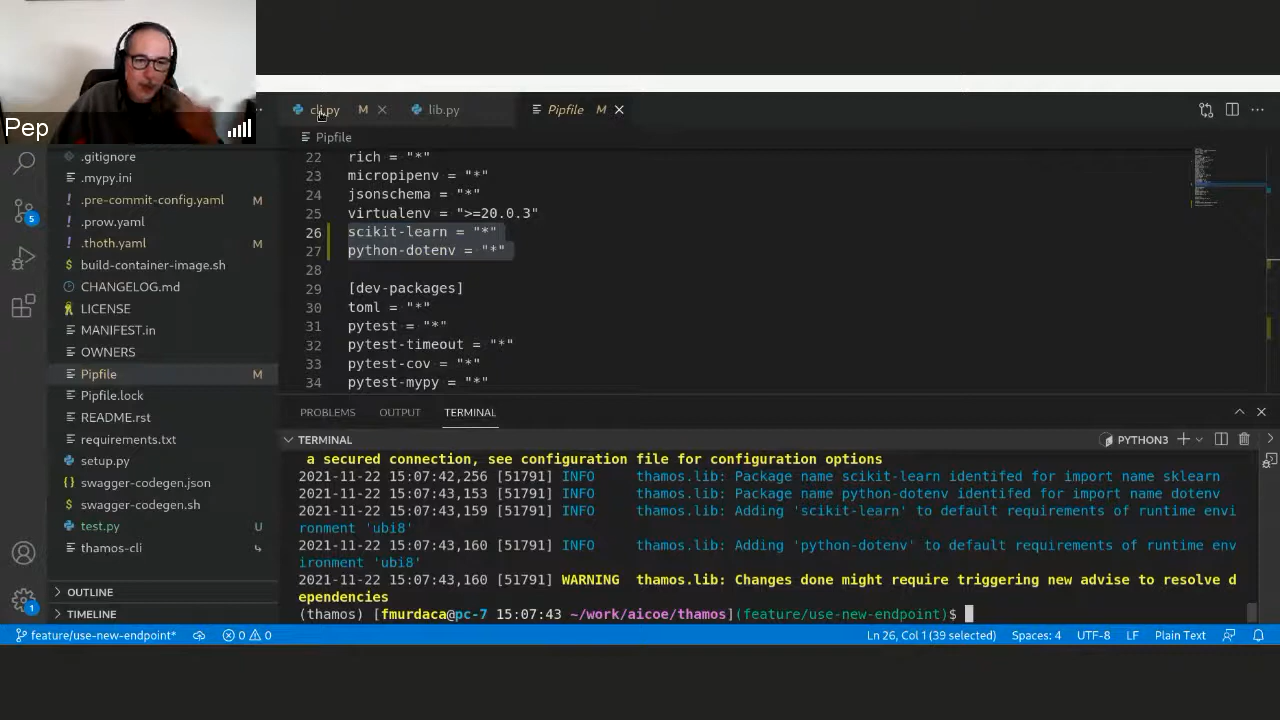 Pep
cli.py M
lib.py
Pipfile M
Pipfile
.gitignore
.mypy.ini
.pre-commit-config.yaml M
.prow.yaml
.thoth.yaml M
build-container-image.sh
CHANGELOG.md
LICENSE
MANIFEST.in
OWNERS
Pipfile M
Pipfile.lock
README.rst
requirements.txt
setup.py
swagger-codegen.json
swagger-codegen.sh
test.py U
thamos-cli
OUTLINE
TIMELINE
5
1
22 rich = "*"
23 micropipenv = "*"
24 jsonschema = "*"
25 virtualenv = ">=20.0.3"
26 scikit-learn = "*"
27 python-dotenv = "*"
28
29 [dev-packages]
30 toml = "*"
31 pytest = "*"
32 pytest-timeout = "*"
33 pytest-cov = "*"
34 pytest-mypy = "*"
PROBLEMS OUTPUT TERMINAL
TERMINAL PYTHON3
a secured connection, see configuration file for configuration options
2021-11-22 15:07:42,256 [51791] INFO thamos.lib: Package name scikit-learn identifed for import name sklearn
2021-11-22 15:07:43,153 [51791] INFO thamos.lib: Package name python-dotenv identifed for import name dotenv
2021-11-22 15:07:43,159 [51791] INFO thamos.lib: Adding 'scikit-learn' to default requirements of runtime envi
ronment 'ubi8'
2021-11-22 15:07:43,160 [51791] INFO thamos.lib: Adding 'python-dotenv' to default requirements of runtime env
ironment 'ubi8'
2021-11-22 15:07:43,160 [51791] WARNING thamos.lib: Changes done might require triggering new advise to resolve d
ependencies
(thamos) [fmurdaca@pc-7 15:07:43 ~/work/aicoe/thamos](feature/use-new-endpoint)$
feature/use-new-endpoint* 0 0 Ln 26, Col 1 (39 selected) Spaces: 4 UTF-8 LF Plain Text